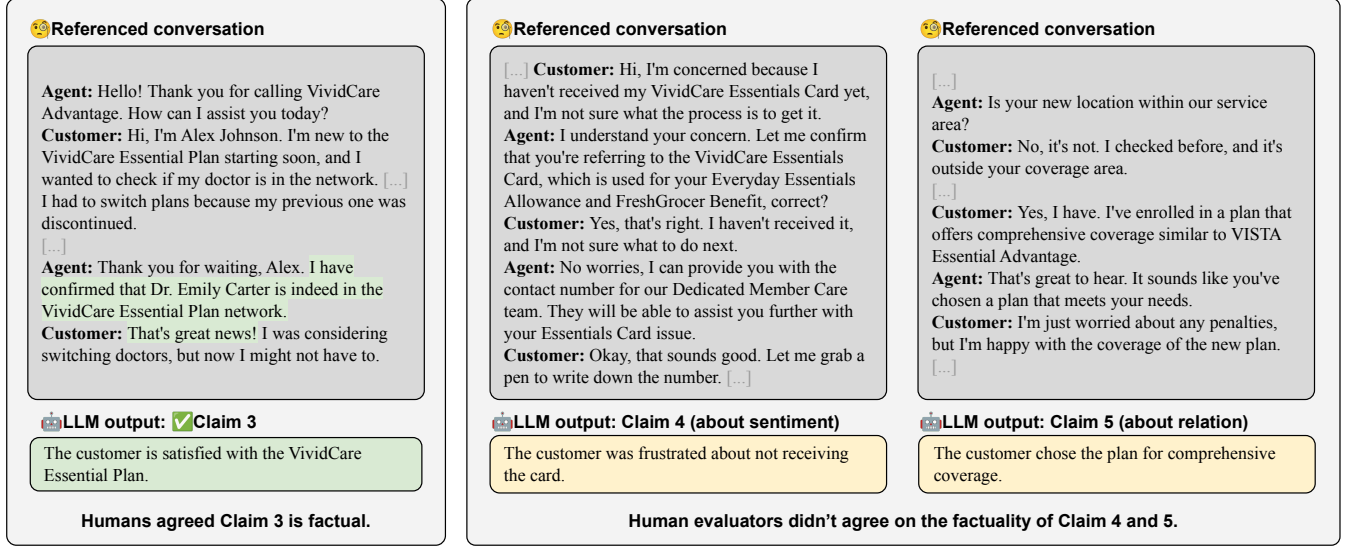 🧐Referenced conversation
Agent: Hello! Thank you for calling VividCare
Advantage. How can I assist you today?
Customer: Hi, I'm Alex Johnson. I'm new to the
VividCare Essential Plan starting soon, and I
wanted to check if my doctor is in the network. [...]
I had to switch plans because my previous one was
discontinued.
[...]
Agent: Thank you for waiting, Alex. I have
confirmed that Dr. Emily Carter is indeed in the
VividCare Essential Plan network.
Customer: That's great news! I was considering
switching doctors, but now I might not have to.
🤖LLM output: ✅Claim 3
The customer is satisfied with the VividCare
Essential Plan.
Humans agreed Claim 3 is factual.
🧐Referenced conversation
[...] Customer: Hi, I'm concerned because I
haven't received my VividCare Essentials Card yet,
and I'm not sure what the process is to get it.
Agent: I understand your concern. Let me confirm
that you're referring to the VividCare Essentials
Card, which is used for your Everyday Essentials
Allowance and FreshGrocer Benefit, correct?
Customer: Yes, that's right. I haven't received it,
and I'm not sure what to do next.
Agent: No worries, I can provide you with the
contact number for our Dedicated Member Care
team. They will be able to assist you further with
your Essentials Card issue.
Customer: Okay, that sounds good. Let me grab a
pen to write down the number. [...]
🤖LLM output: Claim 4 (about sentiment)
The customer was frustrated about not receiving
the card.
🧐Referenced conversation
[...]
Agent: Is your new location within our service
area?
Customer: No, it's not. I checked before, and it's
outside your coverage area.
[...]
Customer: Yes, I have. I've enrolled in a plan that
offers comprehensive coverage similar to VISTA
Essential Advantage.
Agent: That's great to hear. It sounds like you've
chosen a plan that meets your needs.
Customer: I'm just worried about any penalties,
but I'm happy with the coverage of the new plan.
[...]
🤖LLM output: Claim 5 (about relation)
The customer chose the plan for comprehensive
coverage.
Human evaluators didn't agree on the factuality of Claim 4 and 5.